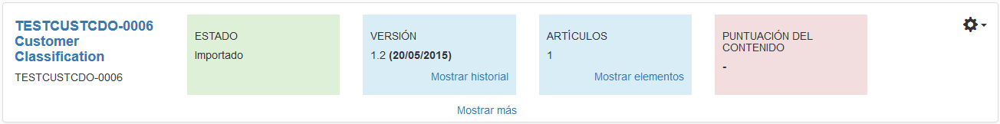 TESTCUSTCDO-0006
Customer
Classification
TESTCUSTCDO-0006
ESTADO
Importado
VERSIÓN
1.2 (20/05/2015)
Mostrar historial
ARTÍCULOS
1
Mostrar elementos
PUNTUACIÓN DEL
CONTENIDO
-
Mostrar más